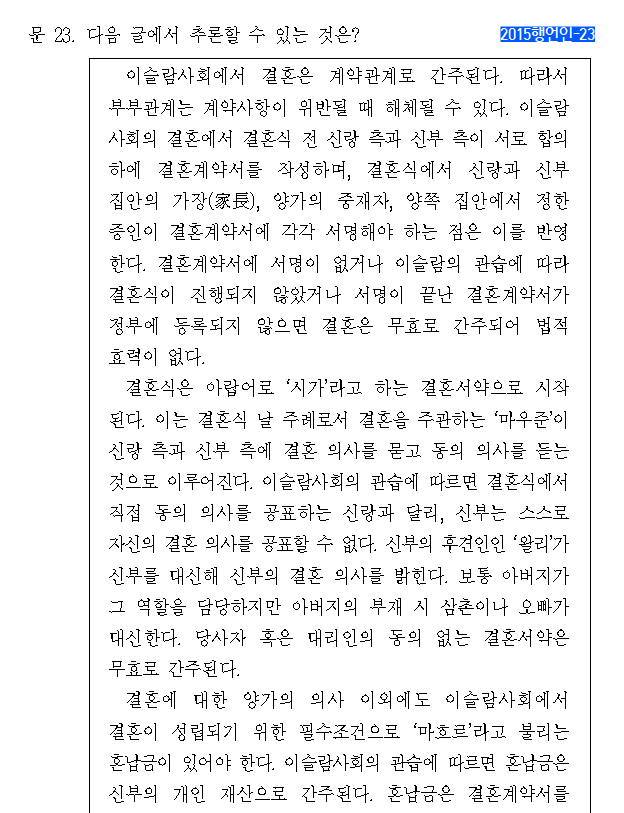 문 23. 다음 글에서 추론할 수 있는 것은?
2015행언인-23
이슬람사회에서 결혼은 계약관계로 간주된다. 따라서
부부관계는 계약사항이 위반될 때 해체될 수 있다. 이슬람
사회의 결혼에서 결혼식 전 신랑 측과 신부 측이 서로 합의
하에 결혼계약서를 작성하며, 결혼식에서 신랑과 신부
집안의 가장(家長), 양가의 중재자, 양쪽 집안에서 정한
증인이 결혼계약서에 각각 서명해야 하는 점은 이를 반영
한다. 결혼계약서에 서명이 없거나 이슬람의 관습에 따라
결혼식이 진행되지 않았거나 서명이 끝난 결혼계약서가
정부에 등록되지 않으면 결혼은 무효로 간주되어 법적
효력이 없다.
결혼식은 아랍어로 ‘시가’라고 하는 결혼서약으로 시작
된다. 이는 결혼식 날 주례로서 결혼을 주관하는 ‘마우준’이
신랑 측과 신부 측에 결혼 의사를 묻고 동의 의사를 듣는
것으로 이루어진다. 이슬람사회의 관습에 따르면 결혼식에서
직접 동의 의사를 공표하는 신랑과 달리, 신부는 스스로
자신의 결혼 의사를 공표할 수 없다. 신부의 후견인인 ‘왈리’가
신부를 대신해 신부의 결혼 의사를 밝힌다. 보통 아버지가
그 역할을 담당하지만 아버지의 부재 시 삼촌이나 오빠가
대신한다. 당사자 혹은 대리인의 동의 없는 결혼서약은
무효로 간주된다.
결혼에 대한 양가의 의사 이외에도 이슬람사회에서
결혼이 성립되기 위한 필수조건으로 ‘마흐르’라고 불리는
혼납금이 있어야 한다. 이슬람사회의 관습에 따르면 혼납금은
신부의 개인 재산으로 간주된다. 혼납금은 결혼계약서를